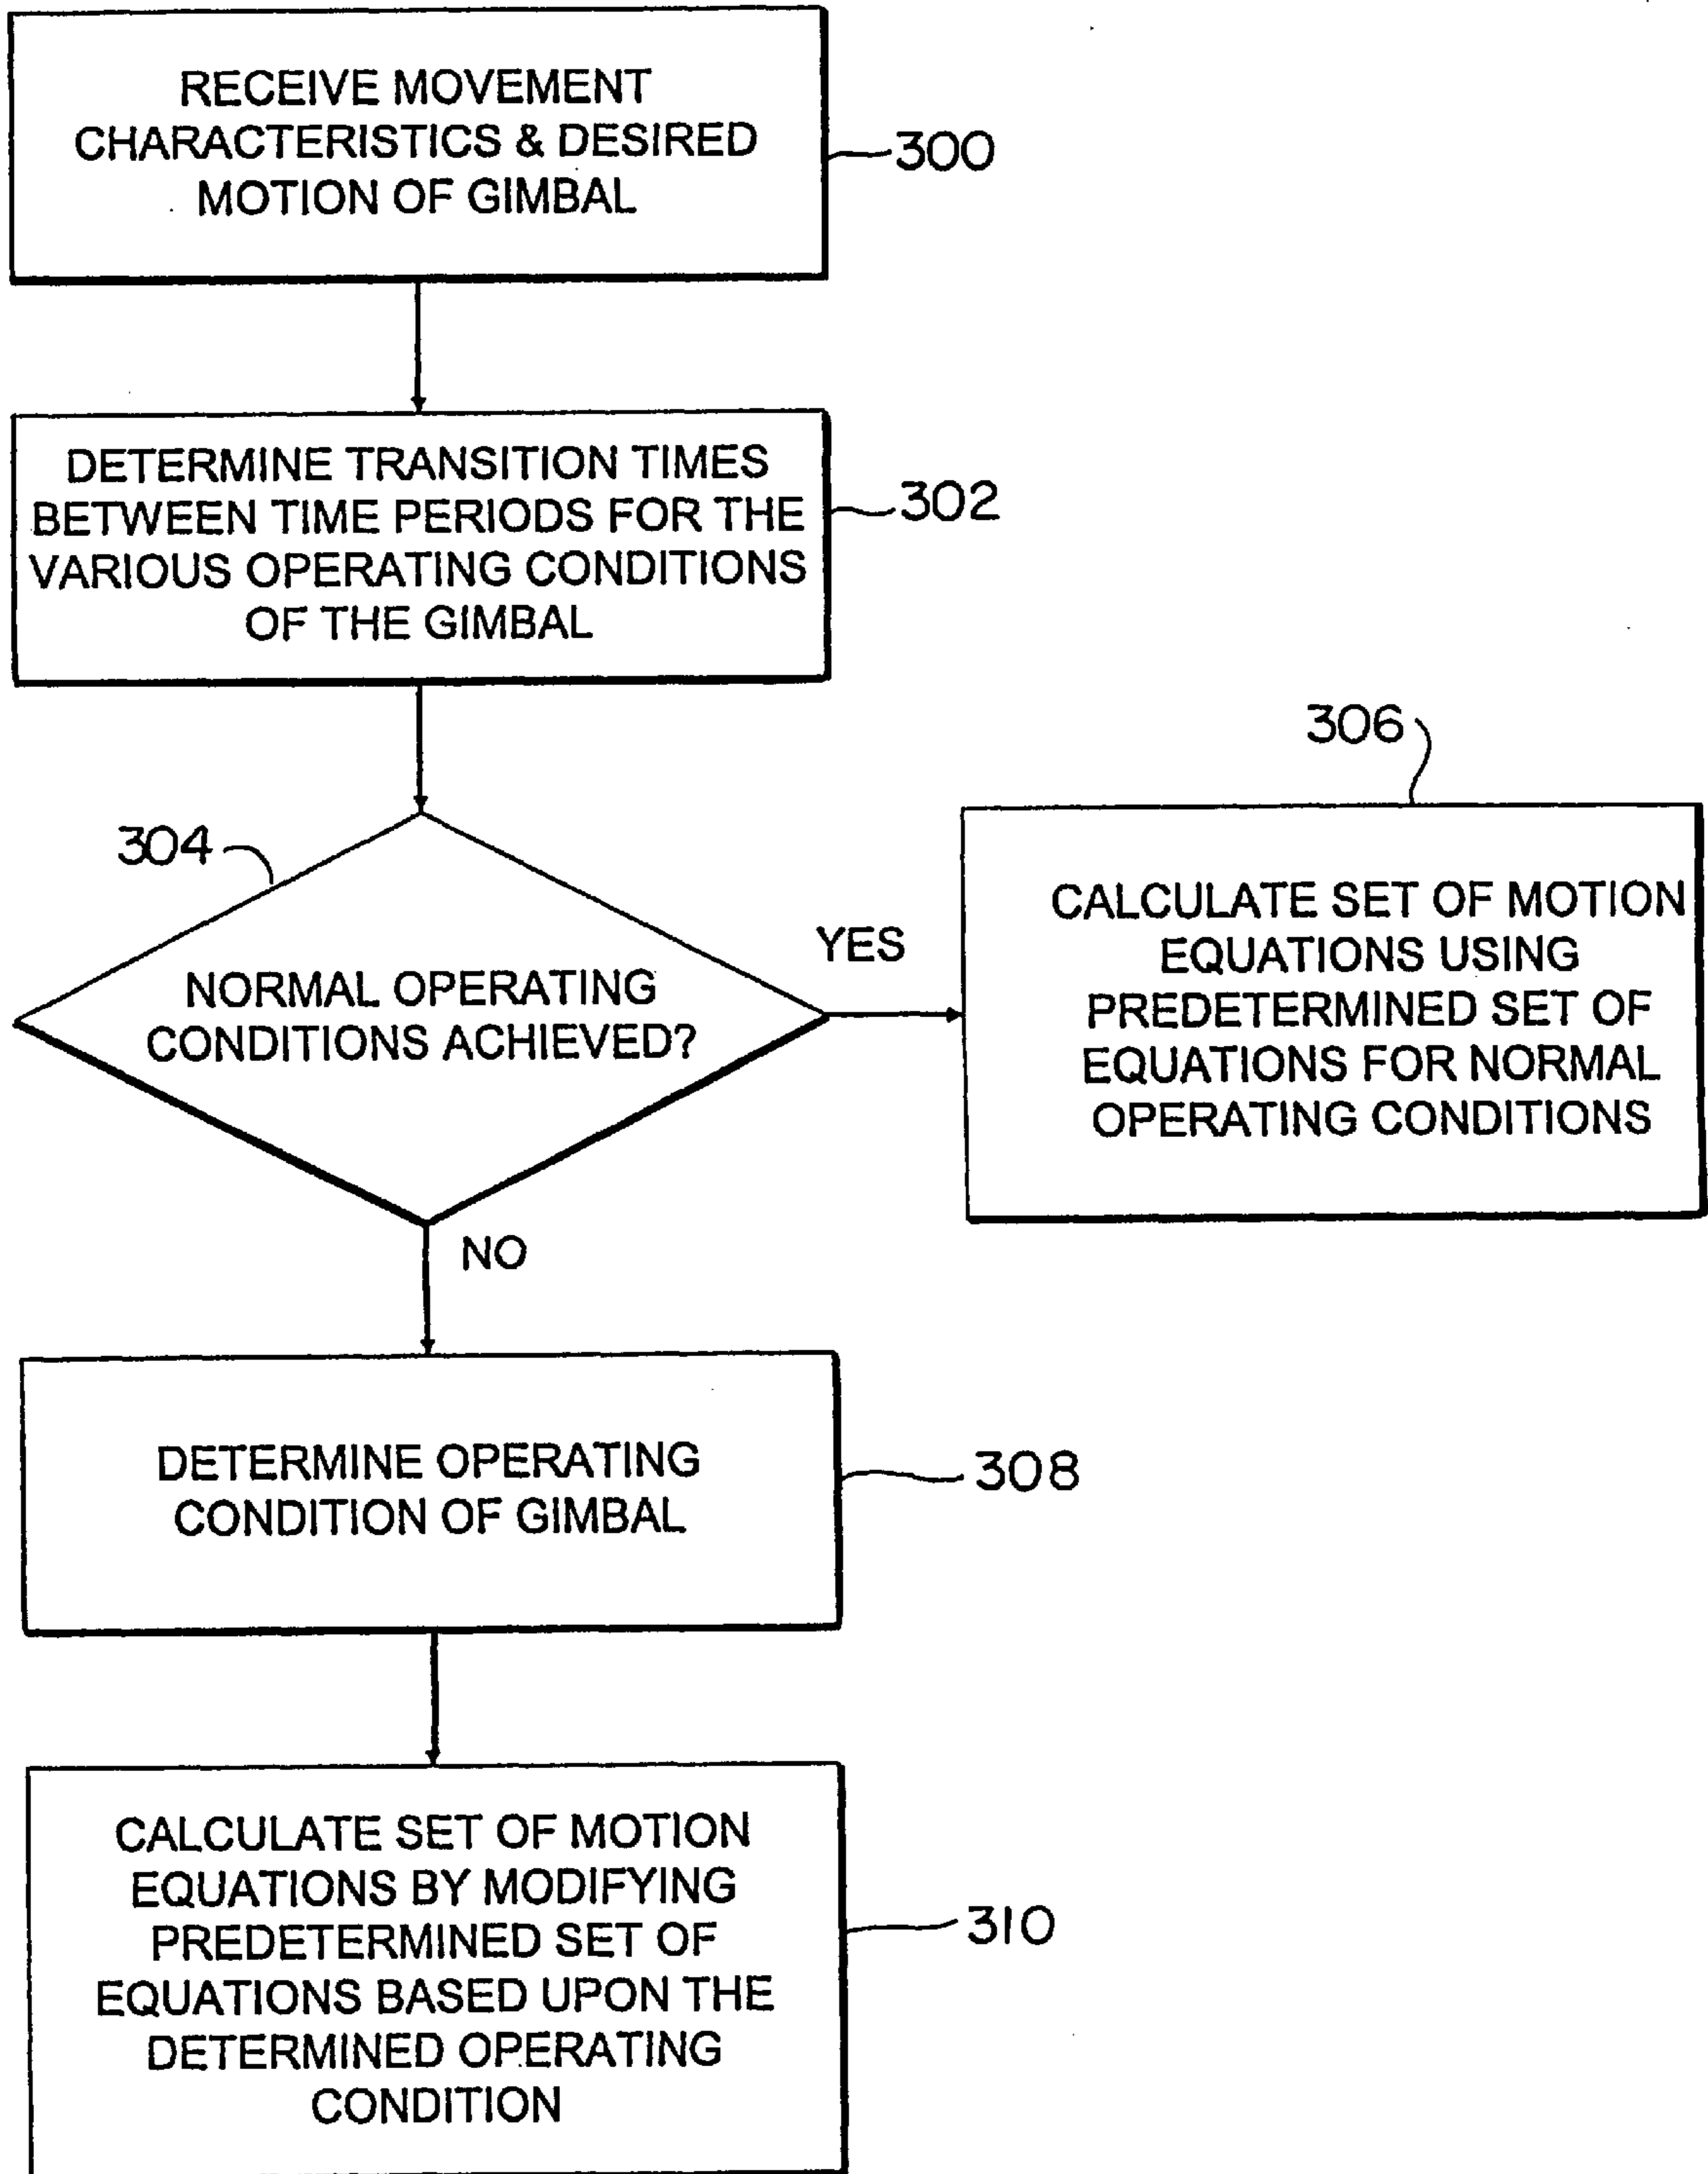 RECEIVE MOVEMENT
CHARACTERISTICS & DESIRED
MOTION OF GIMBAL
300
DETERMINE TRANSITION TIMES
BETWEEN TIME PERIODS FOR THE
VARIOUS OPERATING CONDITIONS
OF THE GIMBAL
302
304
NORMAL OPERATING
CONDITIONS ACHIEVED?
YES
306
CALCULATE SET OF MOTION
EQUATIONS USING
PREDETERMINED SET OF
EQUATIONS FOR NORMAL
OPERATING CONDITIONS
NO
DETERMINE OPERATING
CONDITION OF GIMBAL
308
CALCULATE SET OF MOTION
EQUATIONS BY MODIFYING
PREDETERMINED SET OF
EQUATIONS BASED UPON THE
DETERMINED OPERATING
CONDITION
310